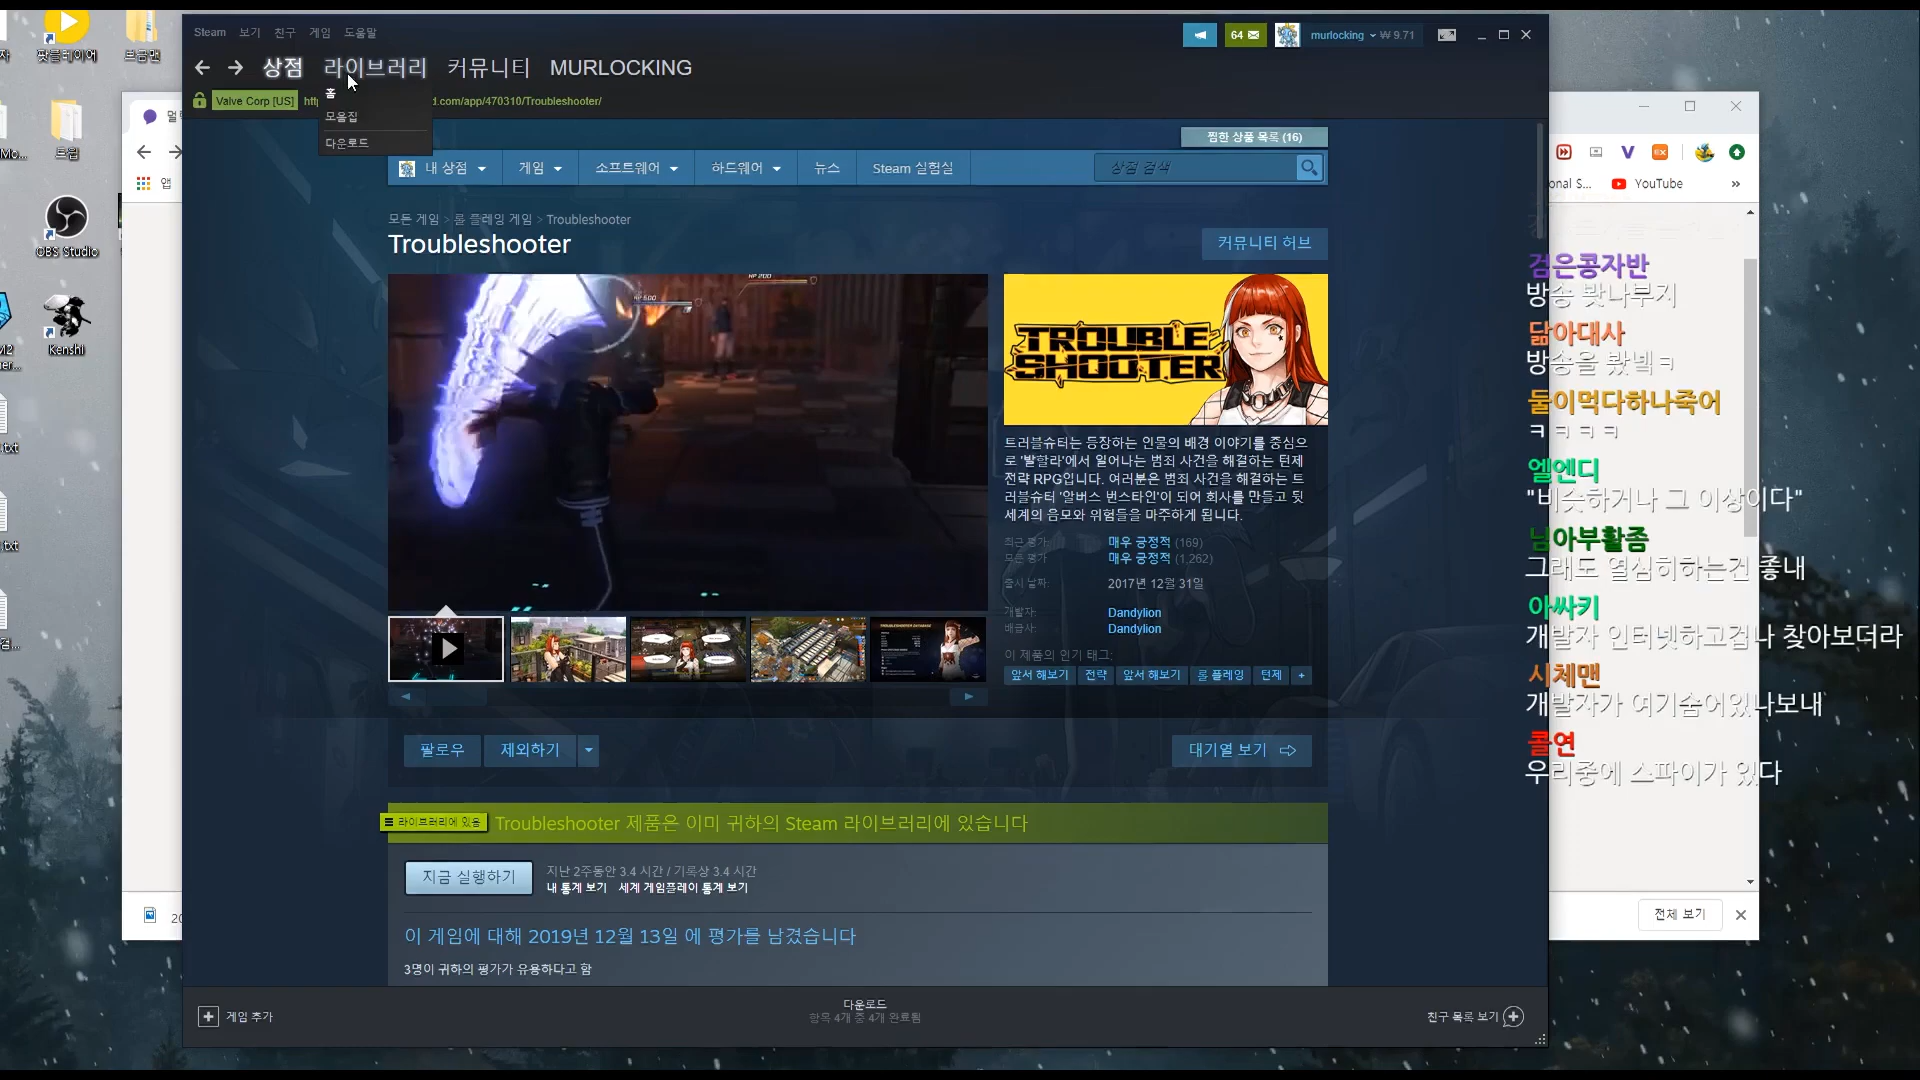 Steam 보기 친구 게임 도움말
64
murlocking ₩ 9.71
상점 라이브러리 커뮤니티 MURLOCKING
Valve Corp [US] d.com/app/470310/Troubleshooter/
홈
모음집
다운로드
찜한 상품 목록 (16)
내 상점 게임 소프트웨어 하드웨어 뉴스 Steam 실험실 상점 검색
모든 게임 > 롤 플레잉 게임 > Troubleshooter
Troubleshooter
커뮤니티 허브
TROUBLE
SHOOTER
트러블슈터는 등장하는 인물의 배경 이야기를 중심으
로 '발할라'에서 일어나는 범죄 사건을 해결하는 턴제
전략 RPG입니다. 여러분은 범죄 사건을 해결하는 트
러블슈터 '알버스 번스타인'이 되어 회사를 만들고 뒷
세계의 음모와 위험들을 마주하게 됩니다.
최근 평가: 매우 긍정적 (169)
모든 평가: 매우 긍정적 (1,262)
출시 날짜: 2017년 12월 31일
개발자: Dandylion
배급사: Dandylion
이 제품의 인기 태그:
앞서 해보기 전략 앞서 해보기 롤 플레잉 턴제 +
팔로우 제외하기 대기열 보기
라이브러리에 있음 Troubleshooter 제품은 이미 귀하의 Steam 라이브러리에 있습니다
지금 실행하기
지난 2주동안 3.4 시간 / 기록상 3.4 시간
내 통계 보기 세계 게임플레이 통계 보기
이 게임에 대해 2019년 12월 13일 에 평가를 남겼습니다
3명이 귀하의 평가가 유용하다고 함
게임 추가
다운로드
항목 4개 중 4개 완료됨
친구 목록 보기
팟플레이어
트윕
OBS Studio
Kenshi
앱
YouTube
전체 보기
검은콩자반
방송 봣나부지
닮아대사
방송을 봤넼ㅋ
둘이먹다하나죽어
ㅋㅋㅋㅋ
엘엔디
"비슷하거나 그 이상이다"
님아부활좀
그래도 열심히하는건 좋내
아싸키
개발자 인터넷하고겁나 찾아보더라
시체맨
개발자가 여기숨어있나보내
콜연
우리중에 스파이가 있다